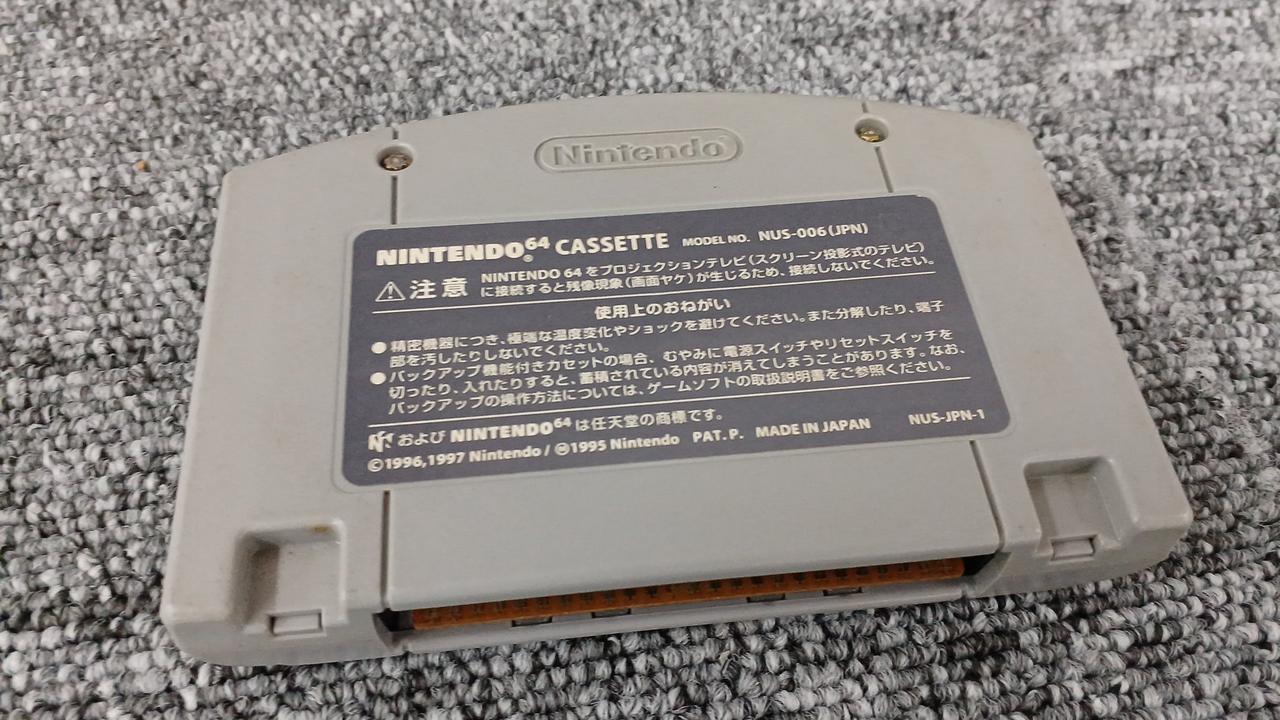 Nintendo
NINTENDO64 CASSETTE MODEL NO. NUS-006(JPN)
⚠注意 NINTENDO 64 をプロジェクションテレビ(スクリーン投影式のテレビ)
に接続すると残像現象(画面ヤケ)が生じるため、接続しないでください。
使用上のおねがい
●精密機器につき、極端な温度変化やショックを避けてください。また分解したり、端子
部を汚したりしないでください。
●バックアップ機能付きカセットの場合、むやみに電源スイッチやリセットスイッチを
切ったり、入れたりすると、蓄積されている内容が消えてしまうことがあります。なお、
バックアップの操作方法については、ゲームソフトの取扱説明書をご参照ください。
および NINTENDO64 は任天堂の商標です。
©1996,1997 Nintendo / Ⓜ1995 Nintendo PAT.P. MADE IN JAPAN NUS-JPN-1